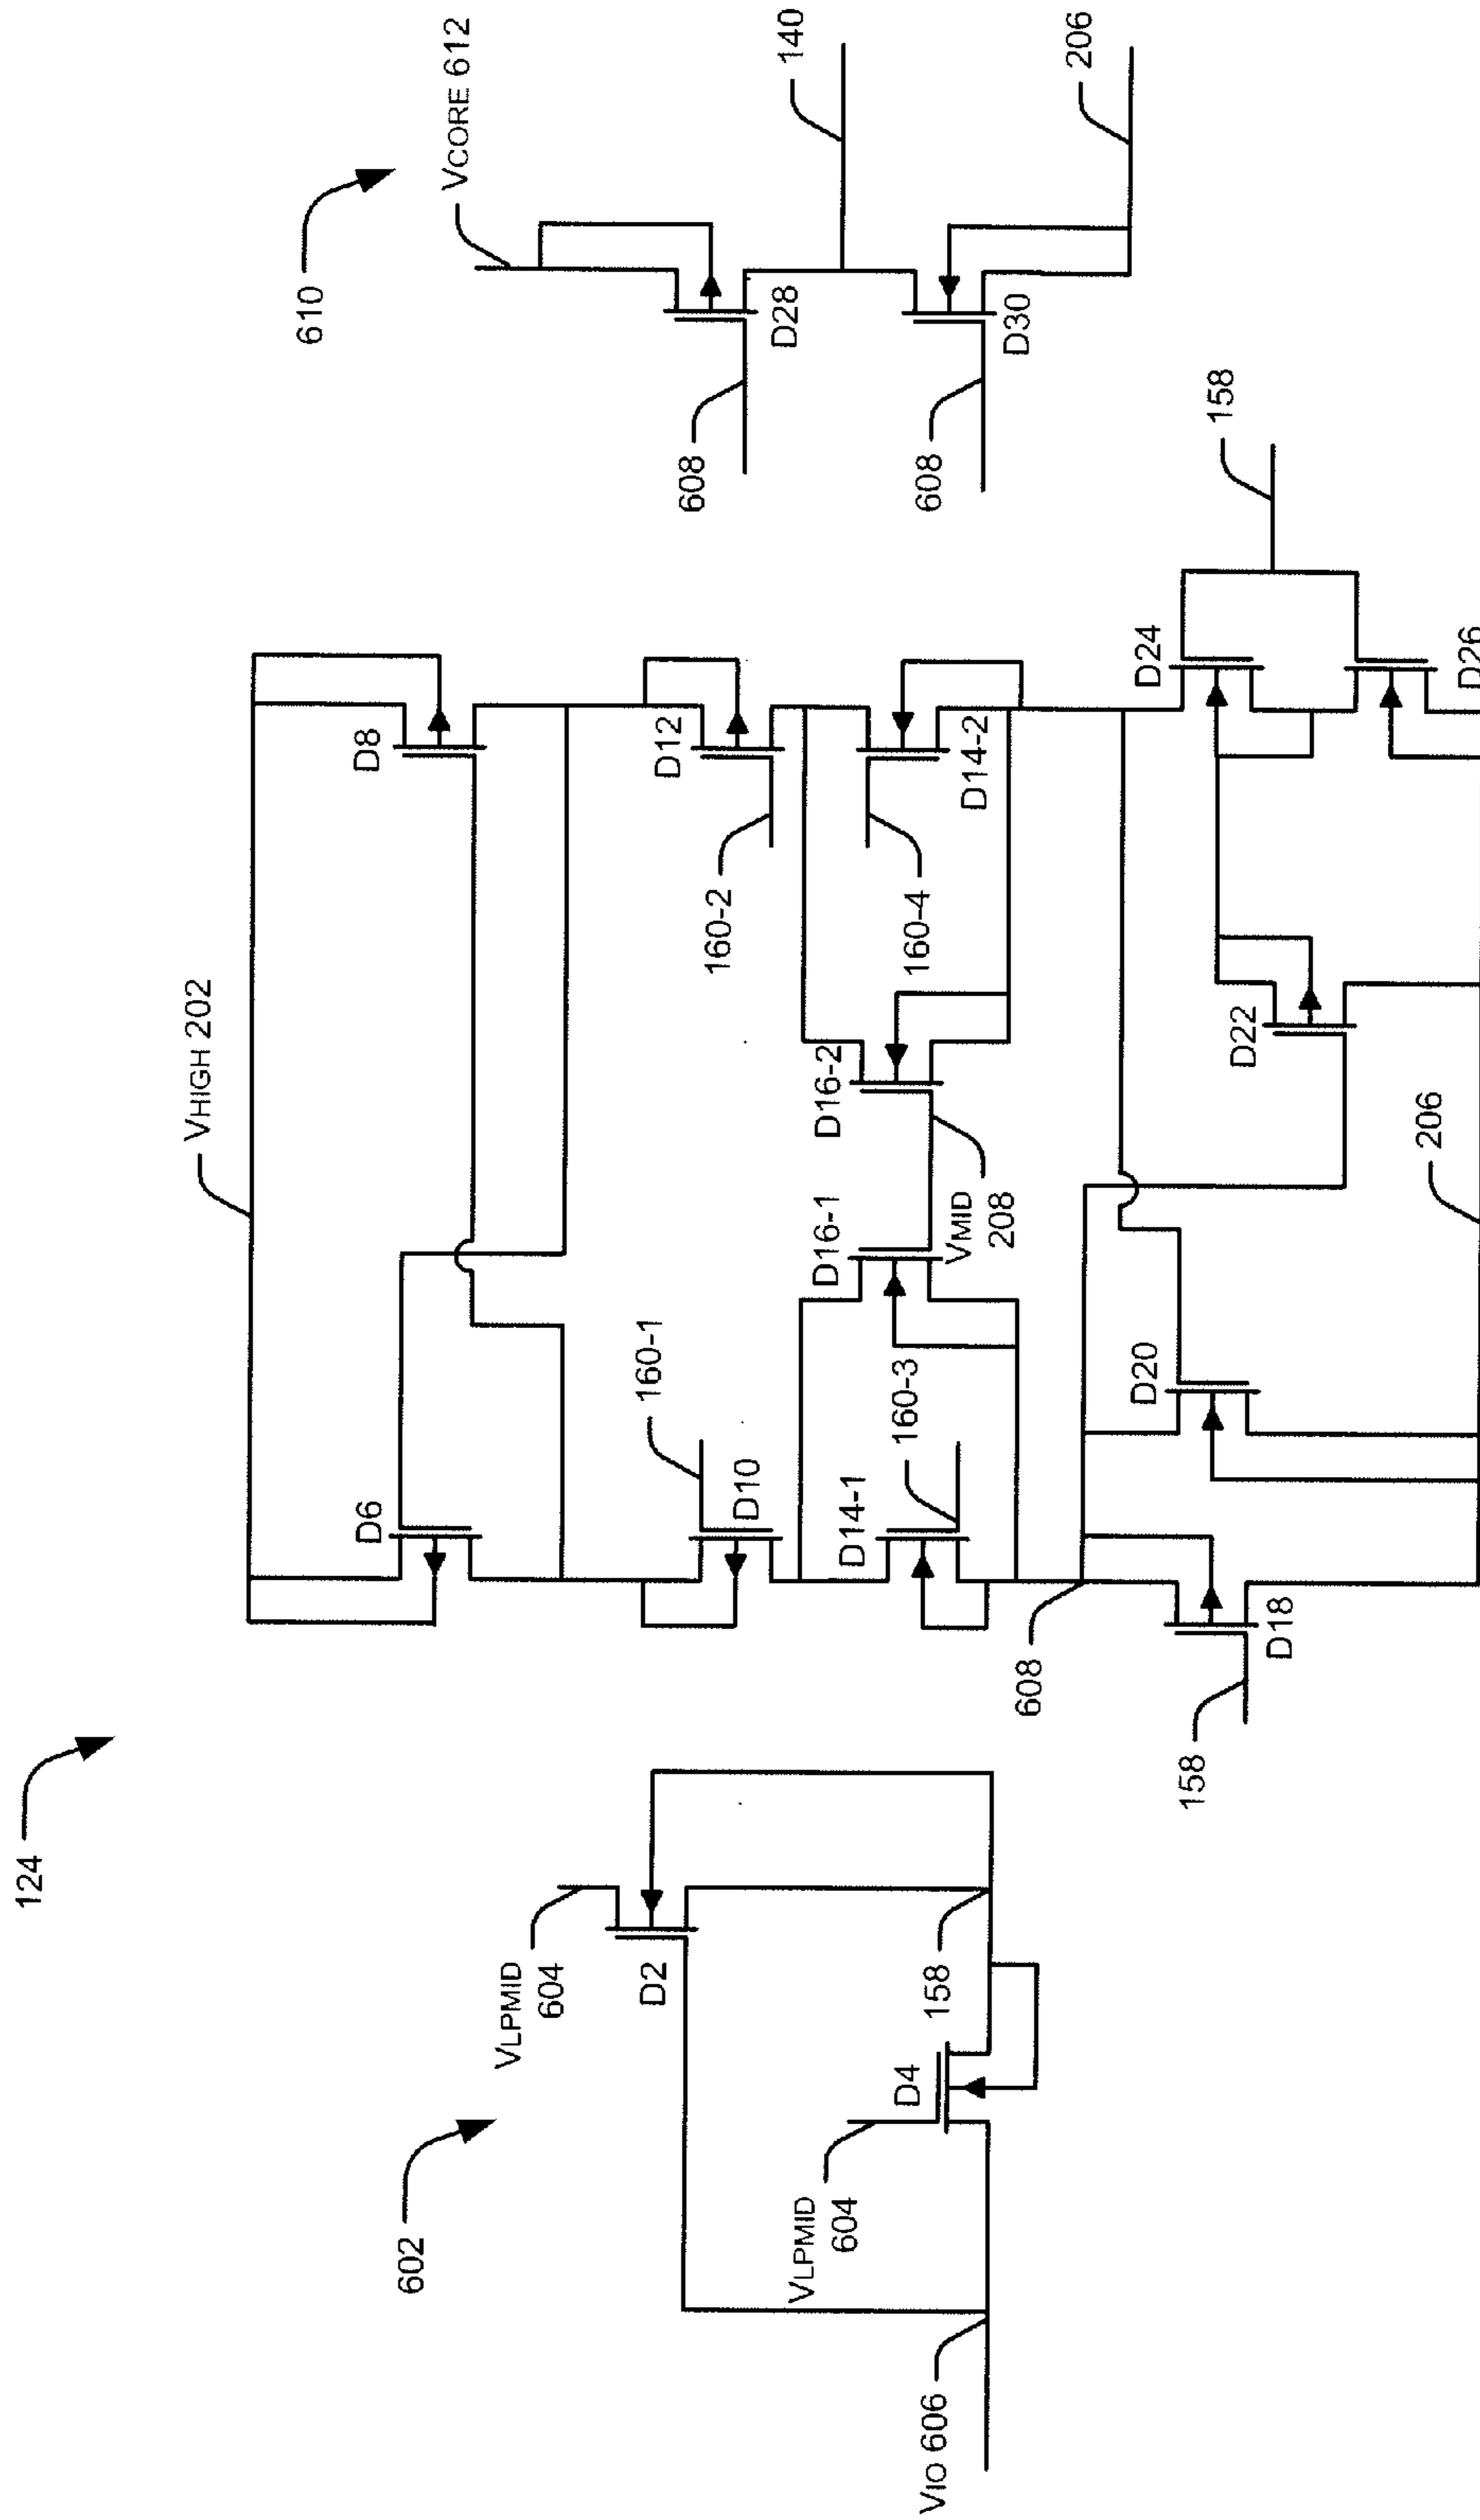 124
602
VLPMID
604
D2
VLPMID
604
D4
158
VIO 606
VHIGH 202
D6
D8
160-1
D10
D12
160-2
D14-1
160-3
D16-1
D16-2
VMID
208
160-4
D14-2
608
158
D18
D20
D22
D24
158
D26
206
610
VCORE 612
608
D28
140
608
D30
206